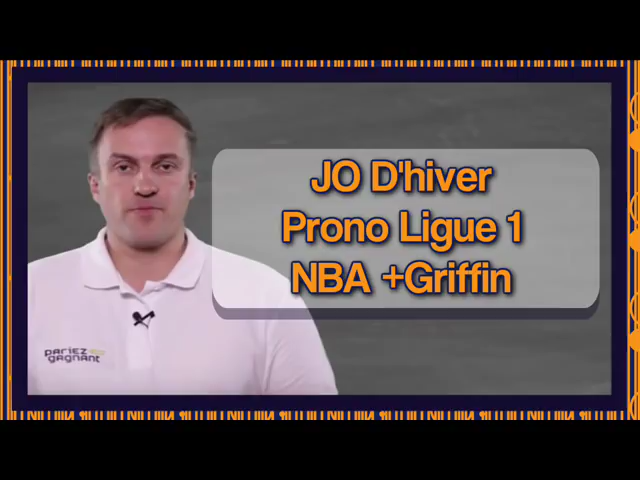 JO D'hiver
Prono Ligue 1
NBA +Griffin
PARiEZ
GAGNANT